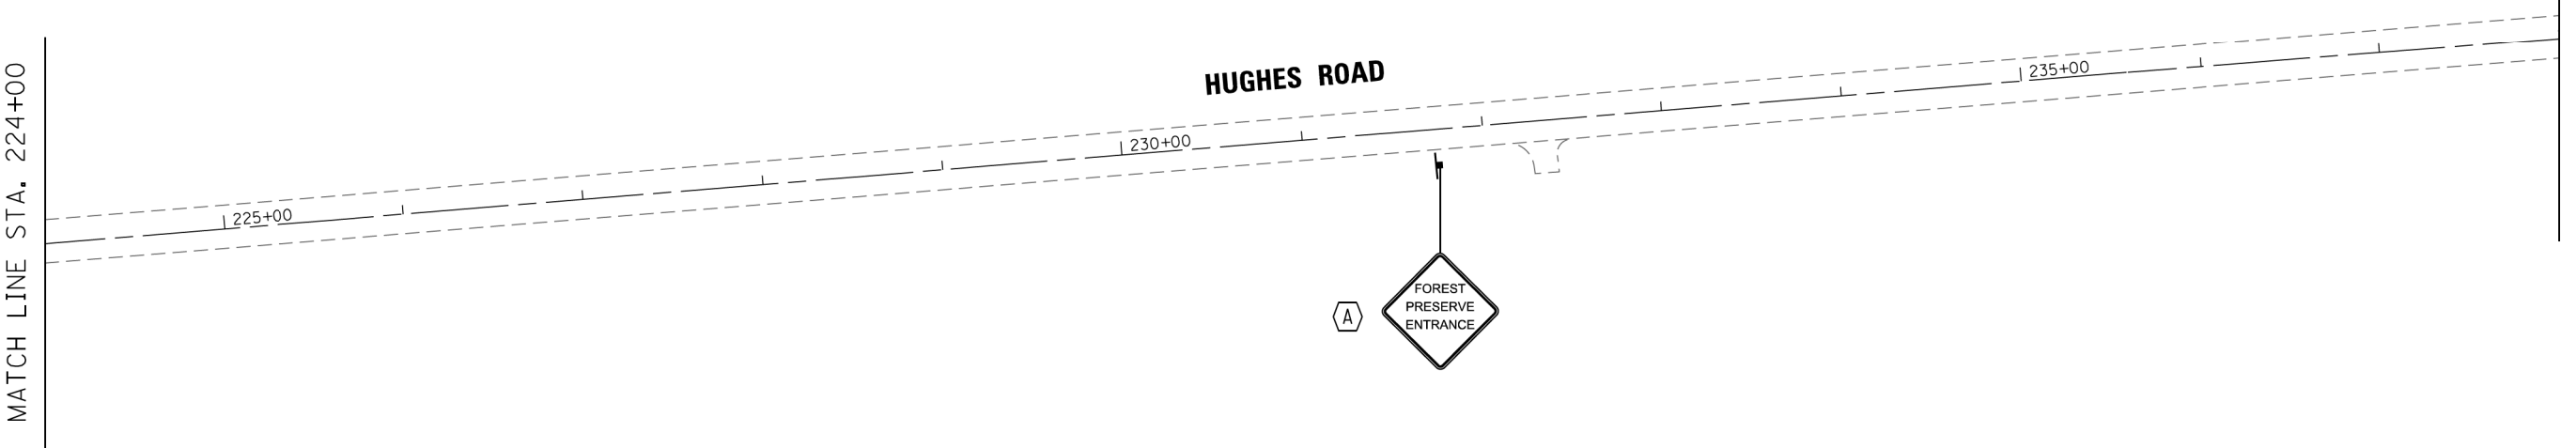 MATCH LINE STA. 224+00
HUGHES ROAD
225+00
230+00
235+00
A
FOREST
PRESERVE
ENTRANCE